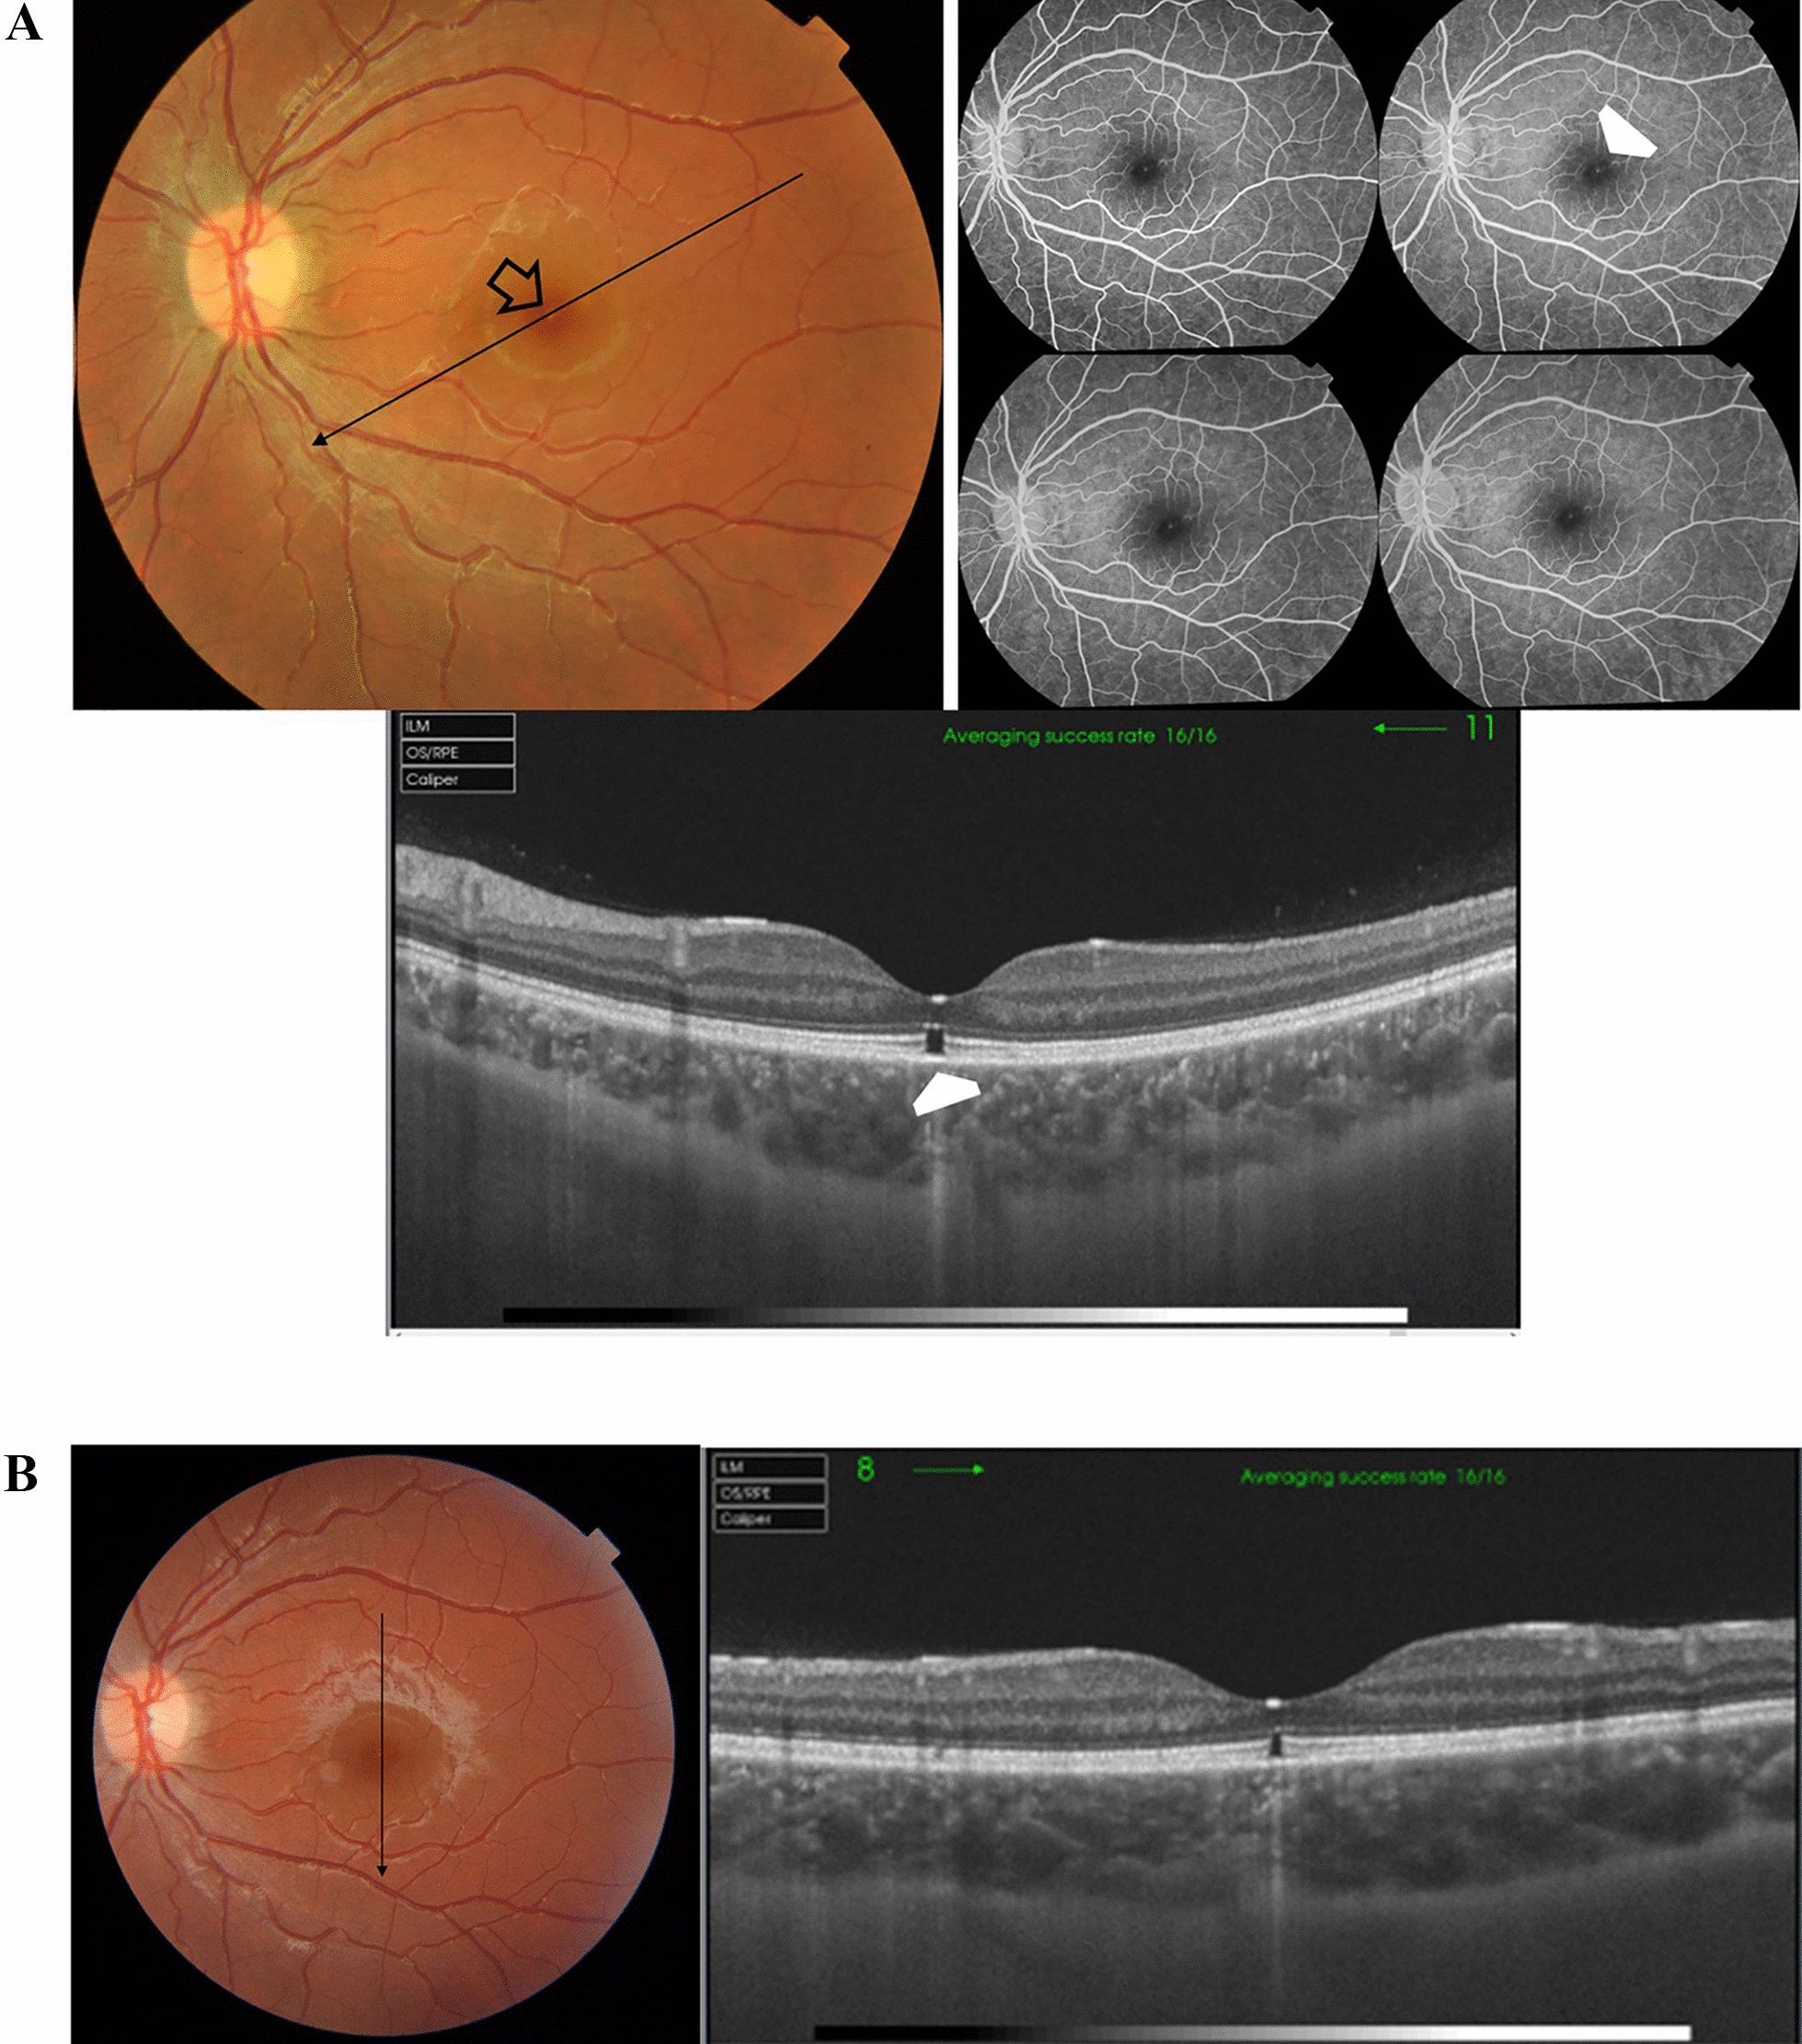 A
ILM
OS/RPE
Caliper
Averaging success rate 16/16
11
B
ILM
OS/RPE
Caliper
8
Averaging success rate 16/16